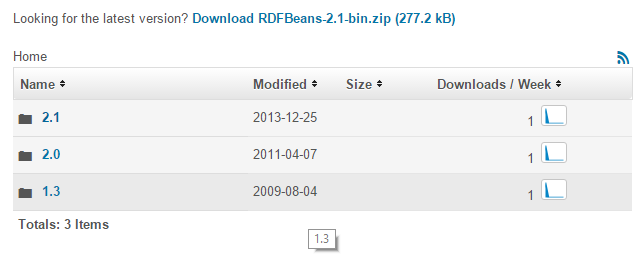 Looking for the latest version? Download RDFBeans-2.1-bin.zip (277.2 kB)
Home
Name Modified Size Downloads / Week
2.1 2013-12-25 1
2.0 2011-04-07 1
1.3 2009-08-04 1
Totals: 3 Items
1.3